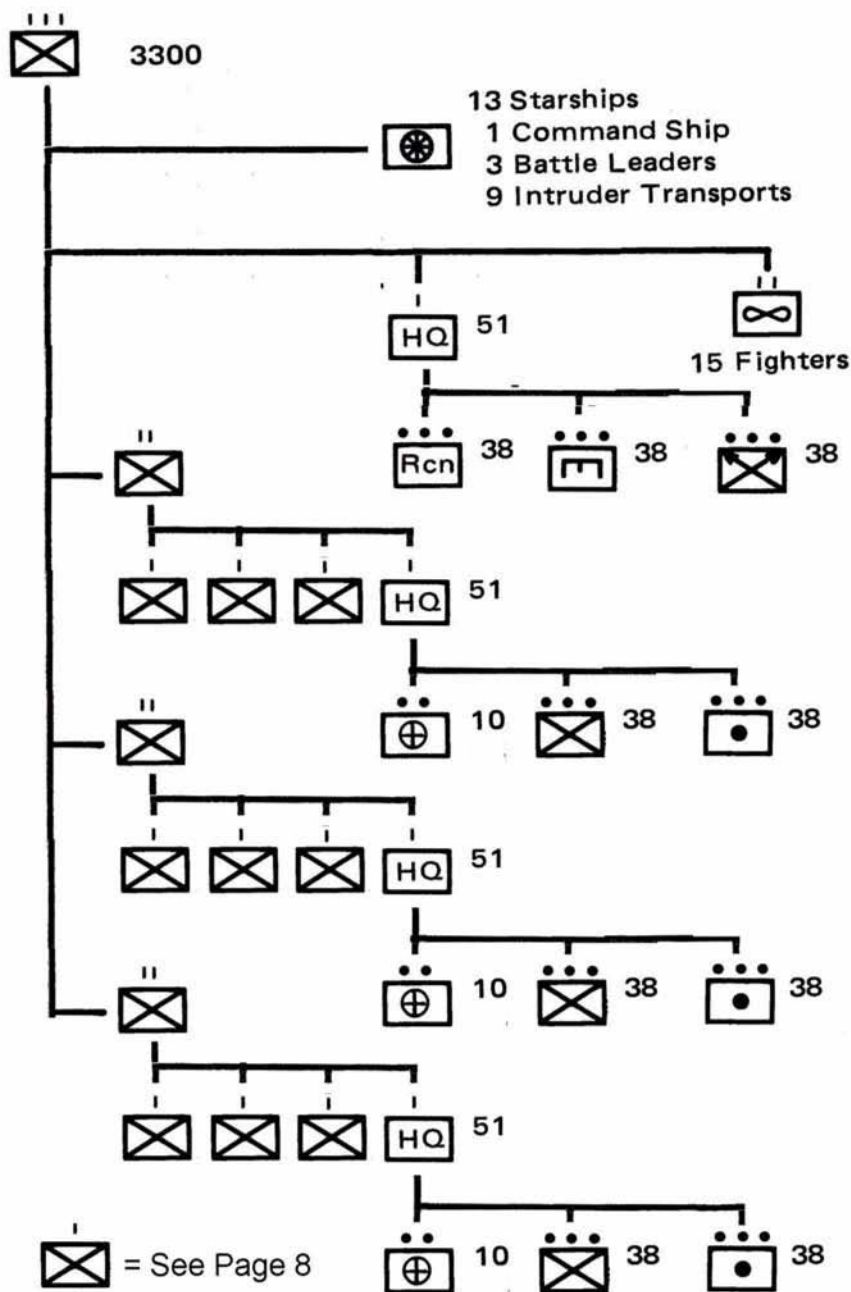 3300
13 Starships
1 Command Ship
3 Battle Leaders
9 Intruder Transports
HQ 51
15 Fighters
Rcn 38 38 38
HQ 51
10 38 38
HQ 51
10 38 38
HQ 51
= See Page 8
10 38 38